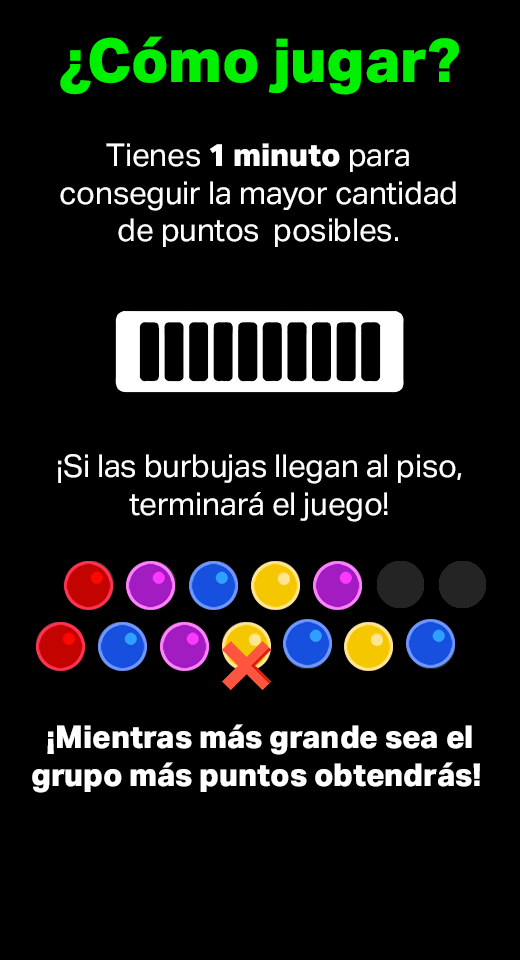 ¿Cómo jugar?
Tienes 1 minuto para
conseguir la mayor cantidad
de puntos posibles.
¡Si las burbujas llegan al piso,
terminará el juego!
¡Mientras más grande sea el
grupo más puntos obtendrás!